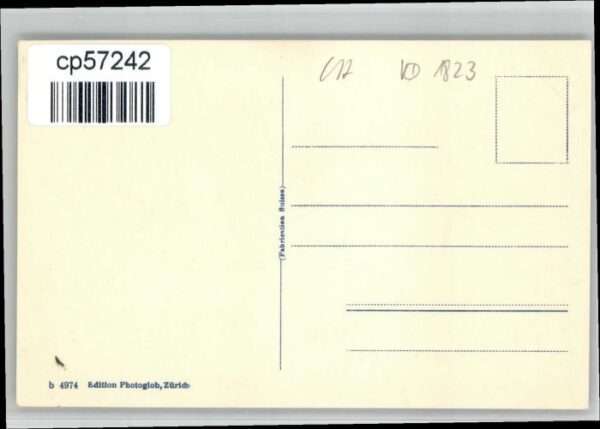 cp57242
VD 1823
(Fabrication Suisse)
b 4974 Edition Photoglob, Zürich